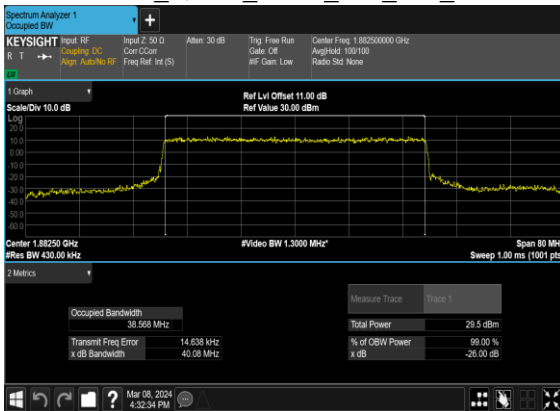 Spectrum Analyzer 1
Occupied BW
KEYSIGHT
R T
Input: RF
Coupling: DC
Align: Auto/No RF
Input Z: 50 Ω
Corr CCorr
Freq Ref: Int (S)
Atten: 30 dB
Trig: Free Run
Gate: Off
#IF Gain: Low
Center Freq: 1.882500000 GHz
Avg|Hold: 100/100
Radio Std: None
1 Graph
Scale/Div 10.0 dB
Ref Lvl Offset 11.00 dB
Ref Value 30.00 dBm
Log
20.0
10.0
0.00
-10.0
-20.0
-30.0
-40.0
-50.0
-60.0
Center 1.88250 GHz
#Res BW 430.00 kHz
#Video BW 1.3000 MHz*
Span 80 MH
Sweep 1.00 ms (1001 pts
2 Metrics
Measure Trace
Trace 1
Occupied Bandwidth
38.568 MHz
Total Power
29.5 dBm
Transmit Freq Error
14.638 kHz
% of OBW Power
99.00 %
x dB Bandwidth
40.08 MHz
x dB
-26.00 dB
Mar 08, 2024
4:32:34 PM